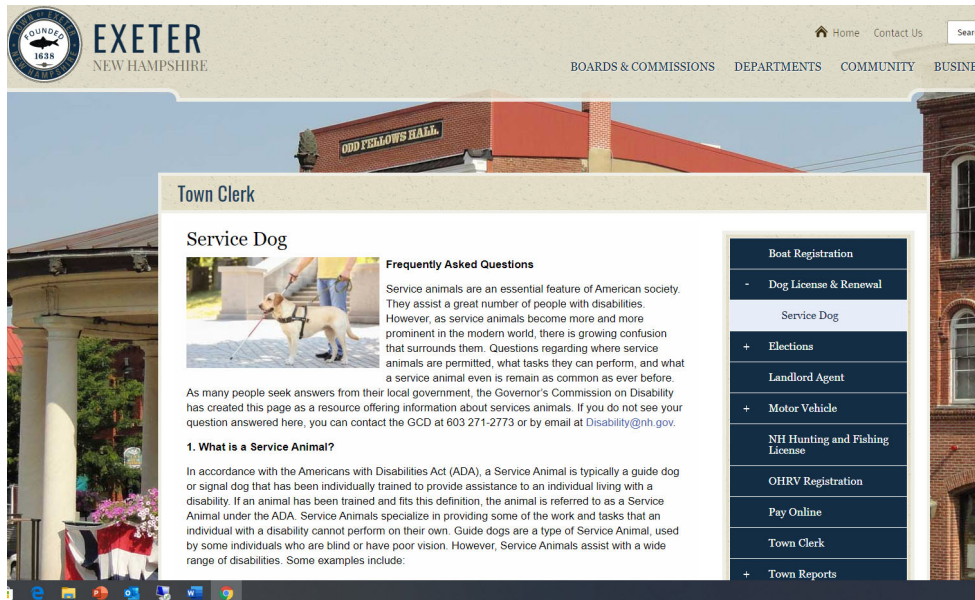 TOWN OF EXETER
FOUNDED
1638
NEW HAMPSHIRE
EXETER
NEW HAMPSHIRE
Home Contact Us
BOARDS & COMMISSIONS DEPARTMENTS COMMUNITY
ODD FELLOWS HALL
Town Clerk
Service Dog
Frequently Asked Questions
Service animals are an essential feature of American society.
They assist a great number of people with disabilities.
However, as service animals become more and more
prominent in the modern world, there is growing confusion
that surrounds them. Questions regarding where service
animals are permitted, what tasks they can perform, and what
a service animal even is remain as common as ever before.
As many people seek answers from their local government, the Governor's Commission on Disability
has created this page as a resource offering information about services animals. If you do not see your
question answered here, you can contact the GCD at 603 271-2773 or by email at Disability@nh.gov.
1. What is a Service Animal?
In accordance with the Americans with Disabilities Act (ADA), a Service Animal is typically a guide dog
or signal dog that has been individually trained to provide assistance to an individual living with a
disability. If an animal has been trained and fits this definition, the animal is referred to as a Service
Animal under the ADA. Service Animals specialize in providing some of the work and tasks that an
individual with a disability cannot perform on their own. Guide dogs are a type of Service Animal, used
by some individuals who are blind or have poor vision. However, Service Animals assist with a wide
range of disabilities. Some examples include:
Boat Registration
- Dog License & Renewal
Service Dog
+ Elections
Landlord Agent
+ Motor Vehicle
NH Hunting and Fishing
License
OHRV Registration
Pay Online
Town Clerk
+ Town Reports